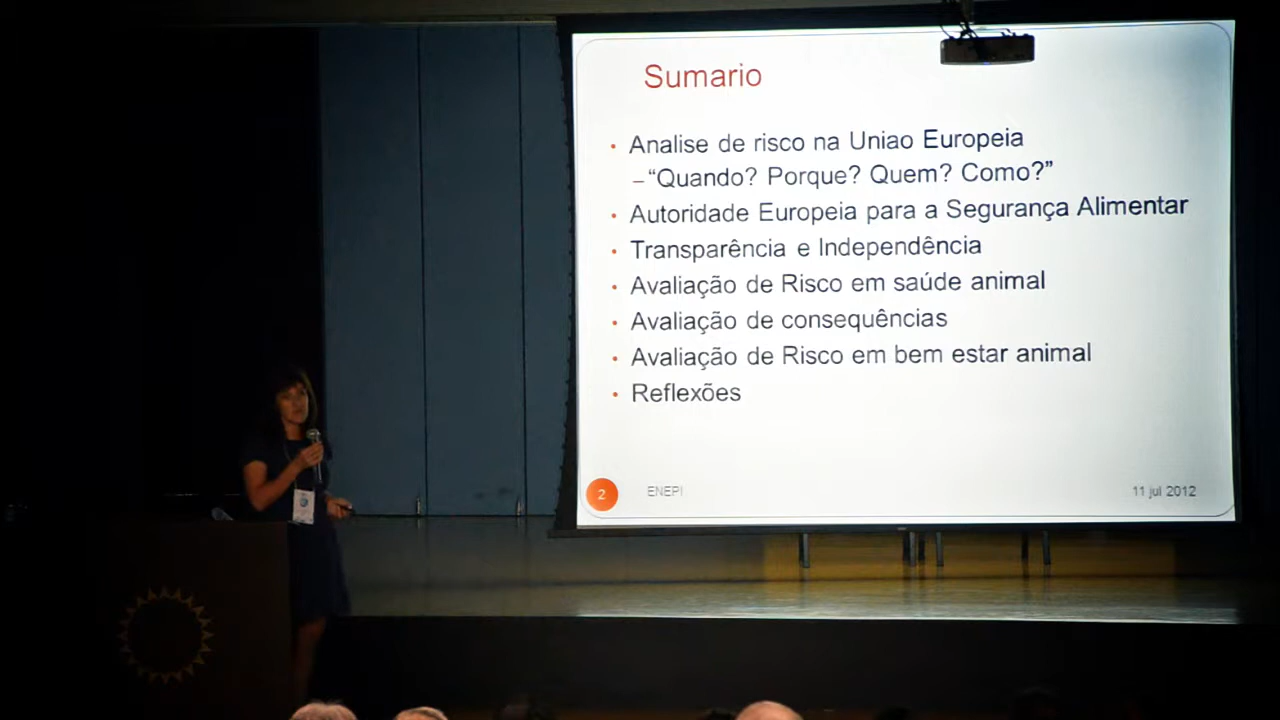 Sumario
• Analise de risco na Uniao Europeia
–“Quando? Porque? Quem? Como?”
• Autoridade Europeia para a Segurança Alimentar
• Transparência e Independência
• Avaliação de Risco em saúde animal
• Avaliação de consequências
• Avaliação de Risco em bem estar animal
• Reflexões
2 ENEPI 11 jul 2012